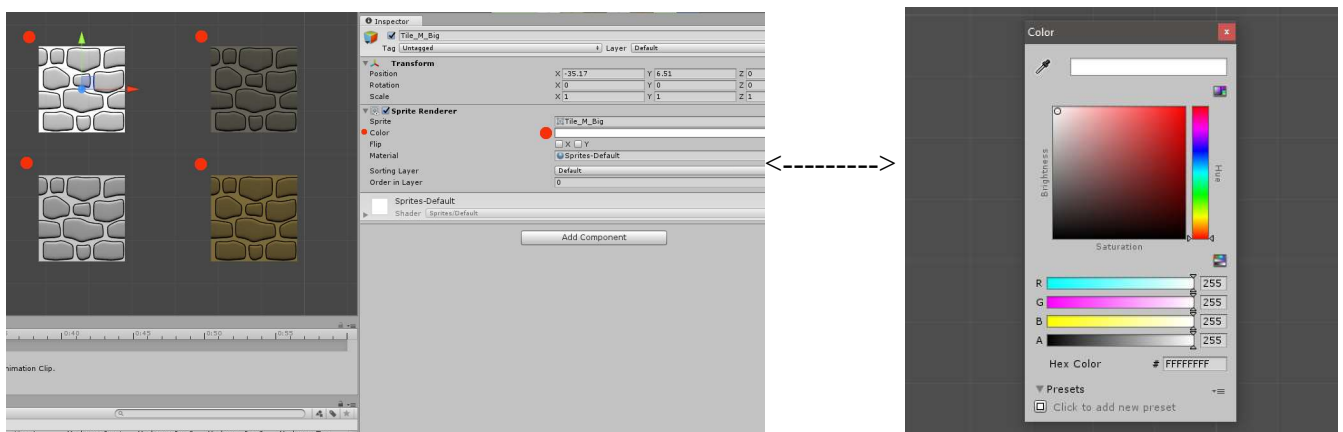 Inspector
Tile_M_Big
Tag Untagged Layer Default
Transform
Position X -35.17 Y 6.51 Z 0
Rotation X 0 Y 0 Z 0
Scale X 1 Y 1 Z 1
Sprite Renderer
Sprite Tile_M_Big
Color
Flip X Y
Material Sprites-Default
Sorting Layer Default
Order in Layer 0
Sprites-Default
Shader Sprites/Default
Add Component
0:40 0:45 0:50 0:55
nimation Clip.
<--------->
Color
Brightness
Hue
Saturation
R 255
G 255
B 255
A 255
Hex Color # FFFFFFFF
Presets
Click to add new preset